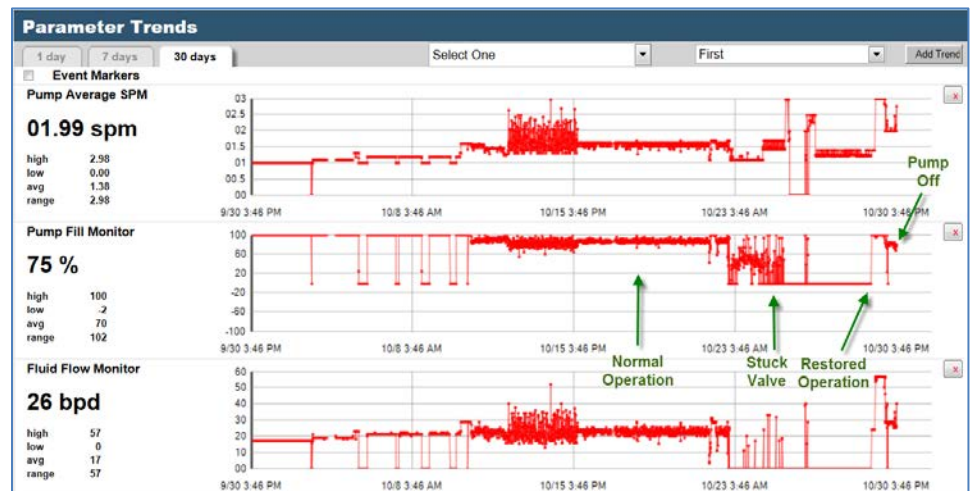 Parameter Trends
1 day 7 days 30 days Select One First Add Trend
Event Markers
Pump Average SPM
01.99 spm
high 2.98
low 0.00
avg 1.38
range 2.98
03
02.5
02
01.5
01
00.5
00
9/30 3:46 PM 10/8 3:46 AM 10/15 3:46 PM 10/23 3:46 AM 10/30 3:46 PM
x
Pump
Off
Pump Fill Monitor
75 %
high 100
low -2
avg 70
range 102
100
60
20
-20
-60
-100
9/30 3:46 PM 10/8 3:46 AM 10/15 3:46 PM 10/23 3:46 AM 10/30 3:46 PM
x
Normal
Operation
Stuck
Valve
Restored
Operation
Fluid Flow Monitor
26 bpd
high 57
low 0
avg 17
range 57
60
50
40
30
20
10
00
9/30 3:46 PM 10/8 3:46 AM 10/15 3:46 PM 10/23 3:46 AM 10/30 3:46 PM
x